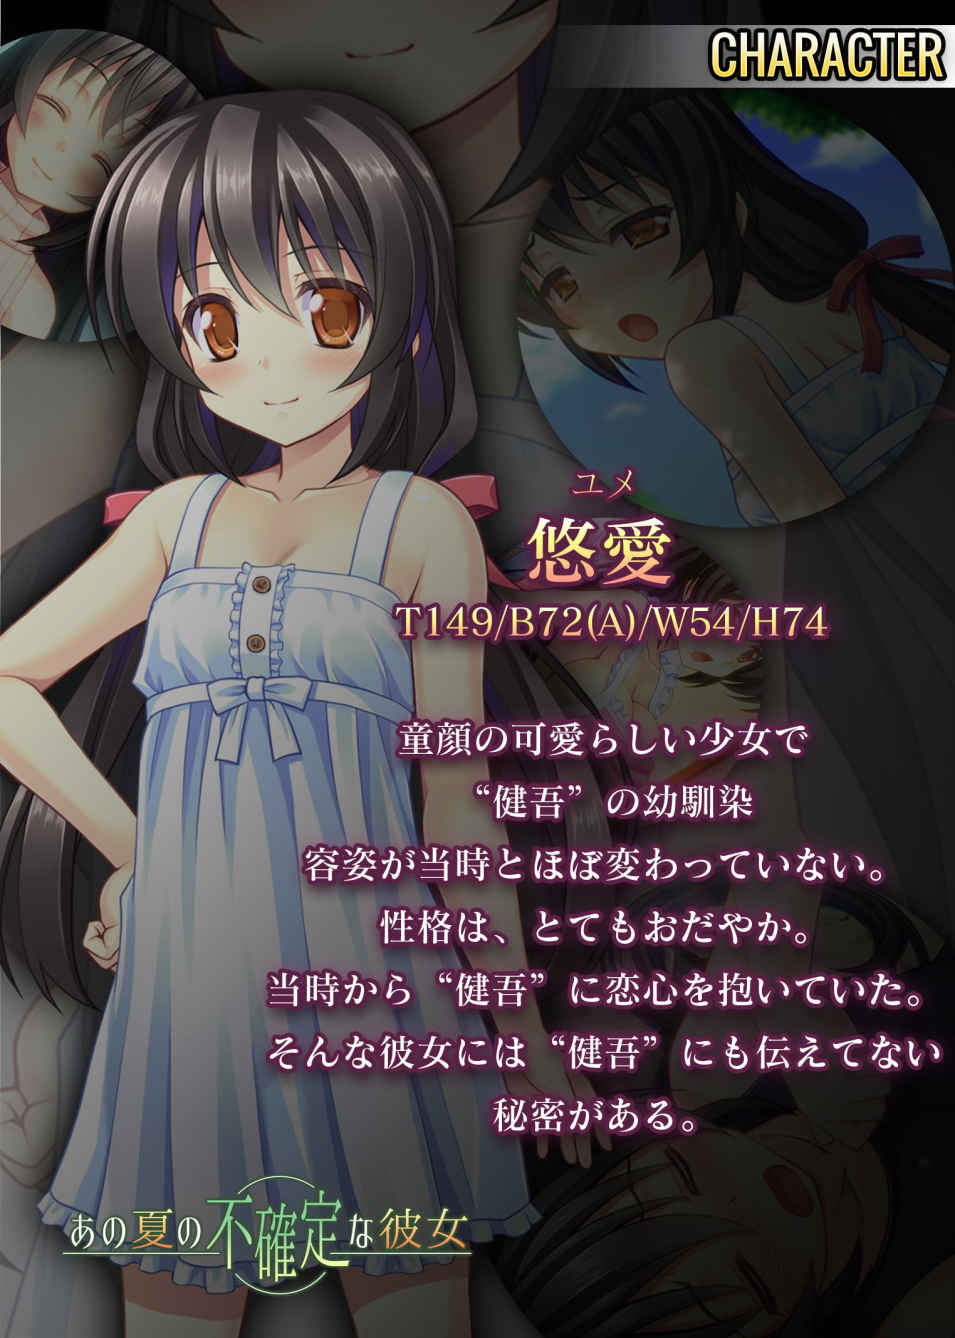 CHARACTER
ユメ
悠愛
T149/B72(A)/W54/H74
童顔の可愛らしい少女で
“健吾”の幼馴染
容姿が当時とほぼ変わっていない。
性格は、とてもおだやか。
当時から“健吾”に恋心を抱いていた。
そんな彼女には“健吾”にも伝えてない
秘密がある。
あの夏の不確定な彼女